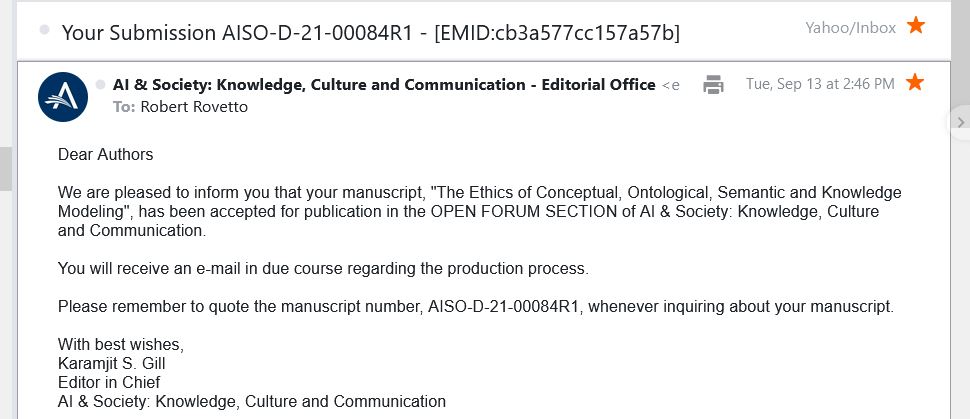 Your Submission AISO-D-21-00084R1 - [EMID:cb3a577cc157a57b]
Yahoo/Inbox
AI & Society: Knowledge, Culture and Communication - Editorial Office <e
Tue, Sep 13 at 2:46 PM
To: Robert Rovetto
Dear Authors
We are pleased to inform you that your manuscript, "The Ethics of Conceptual, Ontological, Semantic and Knowledge
Modeling", has been accepted for publication in the OPEN FORUM SECTION of AI & Society: Knowledge, Culture
and Communication.
You will receive an e-mail in due course regarding the production process.
Please remember to quote the manuscript number, AISO-D-21-00084R1, whenever inquiring about your manuscript.
With best wishes,
Karamjit S. Gill
Editor in Chief
AI & Society: Knowledge, Culture and Communication